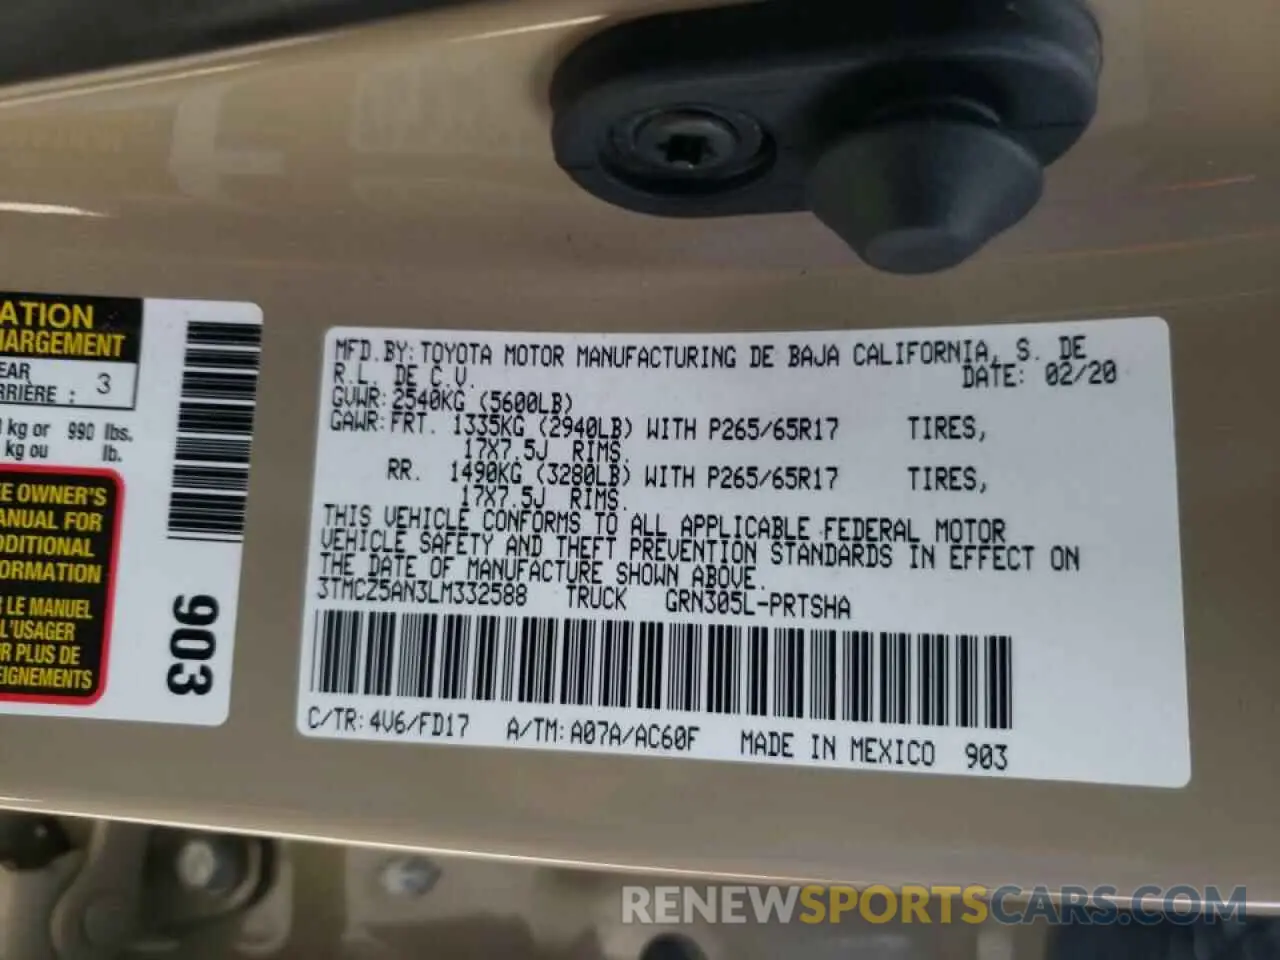 ATION
HARGEMENT
EAR
RRIÈRE : 3
kg or 990 lbs.
kg ou lb.
E OWNER'S
ANUAL FOR
DDITIONAL
FORMATION
LE MANUEL
L'USAGER
R PLUS DE
EIGNEMENTS
903
MFD.BY: TOYOTA MOTOR MANUFACTURING DE BAJA CALIFORNIA, S. DE
R.L. DE C.V. DATE: 02/20
GVWR: 2540KG (5600LB)
GAWR: FRT. 1335KG (2940LB) WITH P265/65R17 TIRES,
17X7.5J RIMS.
RR. 1490KG (3280LB) WITH P265/65R17 TIRES,
17X7.5J RIMS.
THIS VEHICLE CONFORMS TO ALL APPLICABLE FEDERAL MOTOR
VEHICLE SAFETY AND THEFT PREVENTION STANDARDS IN EFFECT ON
THE DATE OF MANUFACTURE SHOWN ABOVE.
3TMCZ5AN3LM332588 TRUCK GRN305L-PRTSHA
C/TR: 4V6/FD17 A/TM: A07A/AC60F MADE IN MEXICO 903
RENEWSPORTSCARS.COM